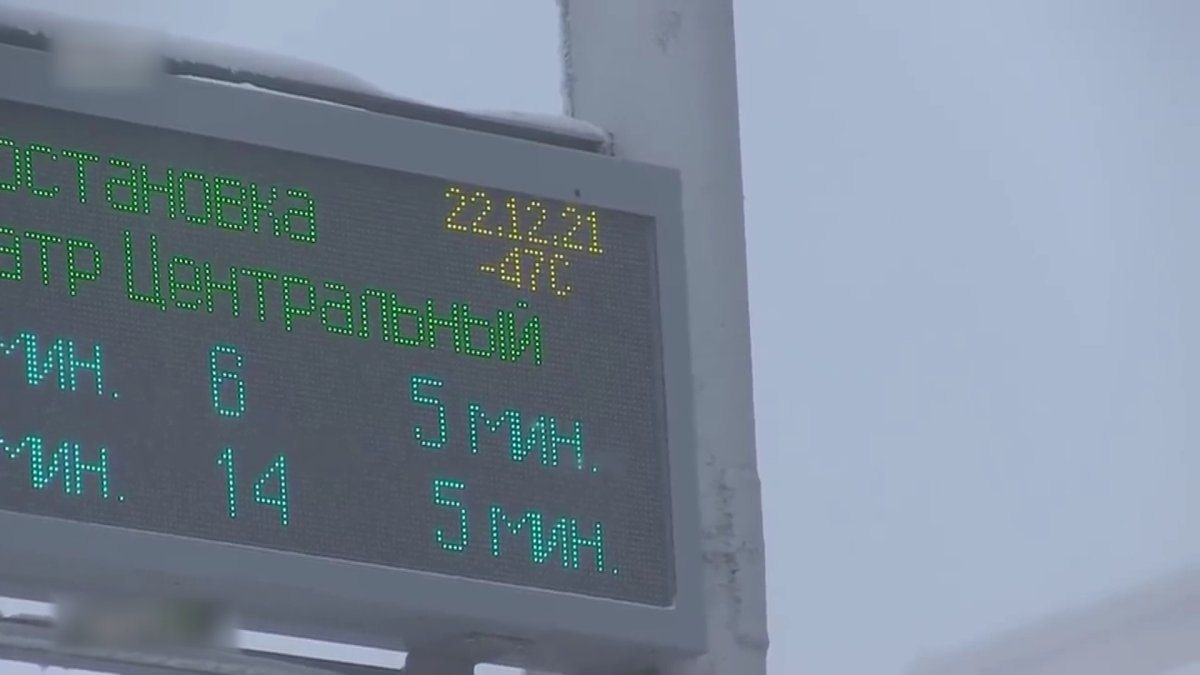 остановка
22.12.21
-47C
атр Центральный
мин. 6 5 мин.
мин. 14 5 мин.